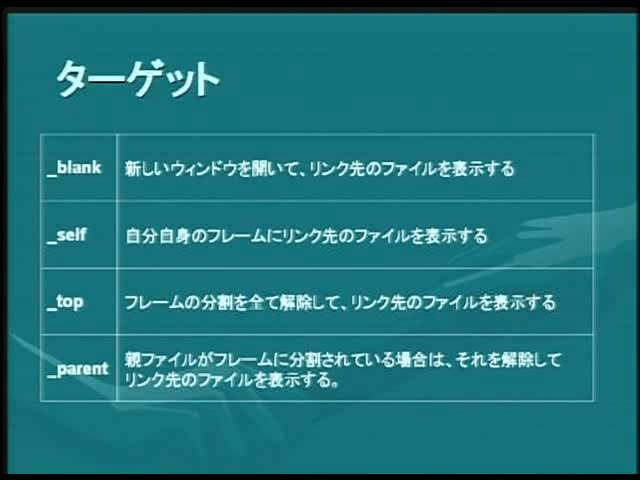 ターゲット
_blank 新しいウィンドウを開いて、リンク先のファイルを表示する
_self 自分自身のフレームにリンク先のファイルを表示する
_top フレームの分割を全て解除して、リンク先のファイルを表示する
_parent 親ファイルがフレームに分割されている場合は、それを解除して
リンク先のファイルを表示する。